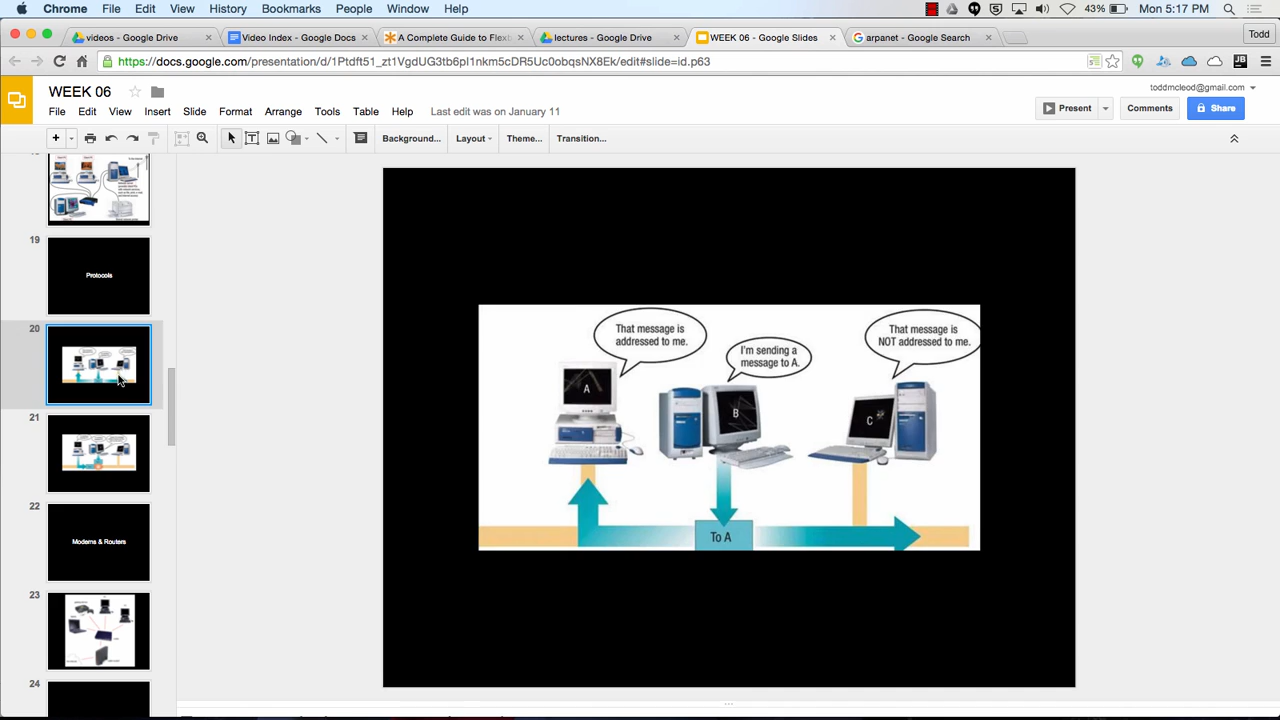 Chrome File Edit View History Bookmarks People Window Help 43% Mon 5:17 PM
videos - Google Drive Video Index - Google Docs A Complete Guide to Flex lectures - Google Drive WEEK 06 - Google Slides arpanet - Google Search Todd
https://docs.google.com/presentation/d/1Ptdft51_zt1VgdUG3tb6pI1nkm5cDR5Uc0obqsNX8Ek/edit#slide=id.p63
WEEK 06
toddmcleod@gmail.com
File Edit View Insert Slide Format Arrange Tools Table Help Last edit was on January 11
Present Comments Share
Background... Layout Theme... Transition...
19
Protocols
20
21
22
Modems & Routers
23
24
That message is
addressed to me.
I'm sending a
message to A.
That message is
NOT addressed to me.
A
B
C
To A